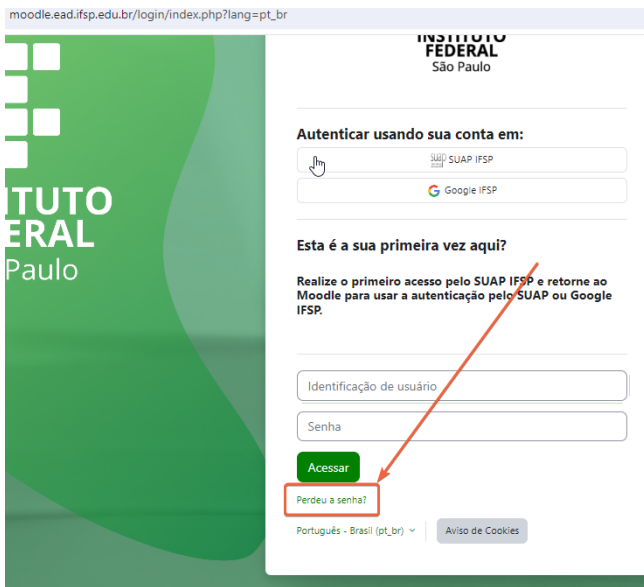 moodle.ead.ifsp.edu.br/login/index.php?lang=pt_br
INSTITUTO
FEDERAL
São Paulo
TUTO
ERAL
Paulo
Autenticar usando sua conta em:
SUAP SUAP IFSP
Google IFSP
Esta é a sua primeira vez aqui?
Realize o primeiro acesso pelo SUAP IFSP e retorne ao
Moodle para usar a autenticação pelo SUAP ou Google
IFSP.
Identificação de usuário
Senha
Acessar
Perdeu a senha?
Português - Brasil (pt_br)
Aviso de Cookies